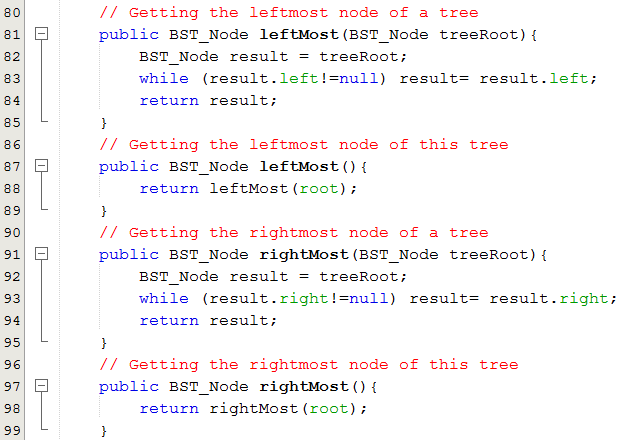 80 // Getting the leftmost node of a tree
81 public BST_Node leftMost(BST_Node treeRoot){
82 BST_Node result = treeRoot;
83 while (result.left!=null) result= result.left;
84 return result;
85 }
86 // Getting the leftmost node of this tree
87 public BST_Node leftMost(){
88 return leftMost(root);
89 }
90 // Getting the rightmost node of a tree
91 public BST_Node rightMost(BST_Node treeRoot){
92 BST_Node result = treeRoot;
93 while (result.right!=null) result= result.right;
94 return result;
95 }
96 // Getting the rightmost node of this tree
97 public BST_Node rightMost(){
98 return rightMost(root);
99 }